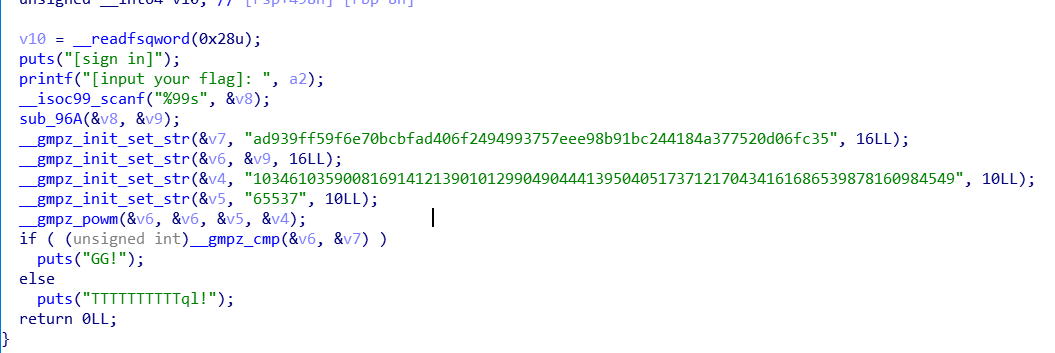 unsigned __int64 v10; // [rsp+498h] [rbp-8h]
v10 = __readfsqword(0x28u);
puts("[sign in]");
printf("[input your flag]: ", a2);
__isoc99_scanf("%99s", &v8);
sub_96A(&v8, &v9);
__gmpz_init_set_str(&v7, "ad939ff59f6e70bcbfad406f2494993757eee98b91bc244184a377520d06fc35", 16LL);
__gmpz_init_set_str(&v6, &v9, 16LL);
__gmpz_init_set_str(&v4, "103461035900816914121390101299049044413950405173712170434161686539878160984549", 10LL);
__gmpz_init_set_str(&v5, "65537", 10LL);
__gmpz_powm(&v6, &v6, &v5, &v4);
if ( (unsigned int)__gmpz_cmp(&v6, &v7) )
puts("GG!");
else
puts("TTTTTTTTTTql!");
return 0LL;
}